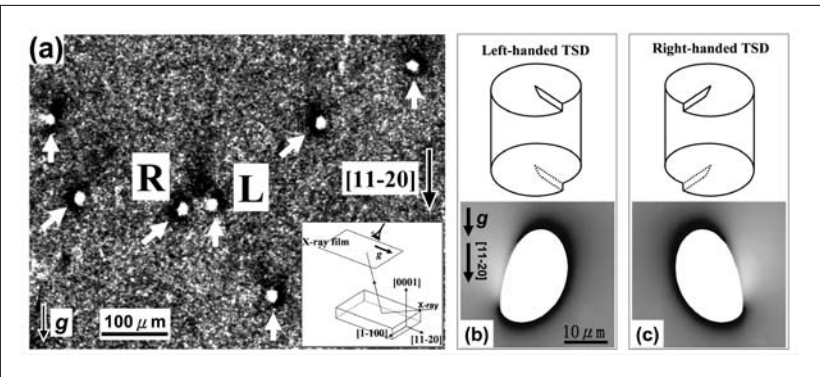 (a)
R
L
[11-20]
g
100 μm
X-ray film
g
[0001]
X-ray
[1-100]
[11-20]
Left-handed TSD
g
[11-20]
(b)
10 μm
Right-handed TSD
(c)